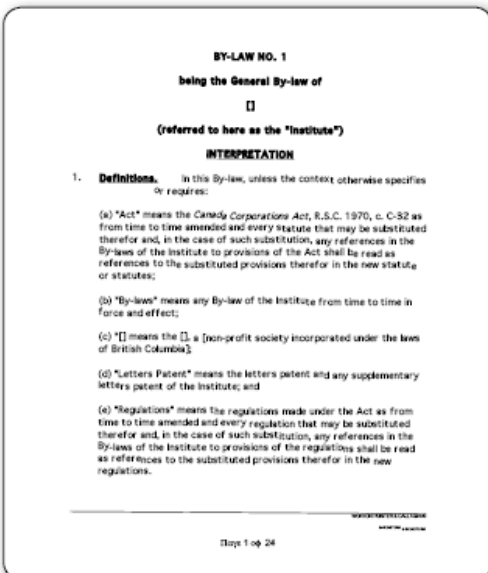 BY-LAW NO. 1
being the General By-law of
[]
(referred to here as the "Institute")
INTERPRETATION
1. Definitions. In this By-law, unless the context otherwise specifies
or requires:
(a) "Act" means the Canada Corporations Act, R.S.C. 1970, c. C-32 as
from time to time amended and every statute that may be substituted
therefor and, in the case of such substitution, any references in the
By-laws of the Institute to provisions of the Act shall be read as
references to the substituted provisions therefor in the new statute
or statutes;
(b) "By-laws" means any By-law of the Institute from time to time in
force and effect;
(c) "[] means the [], a [non-profit society incorporated under the laws
of British Columbia];
(d) "Letters Patent" means the letters patent and any supplementary
letters patent of the Institute; and
(e) "Regulations" means the regulations made under the Act as from
time to time amended and every regulation that may be substituted
therefor and, in the case of such substitution, any references in the
By-laws of the Institute to provisions of the regulations shall be read
as references to the substituted provisions therefor in the new
regulations.
1 24